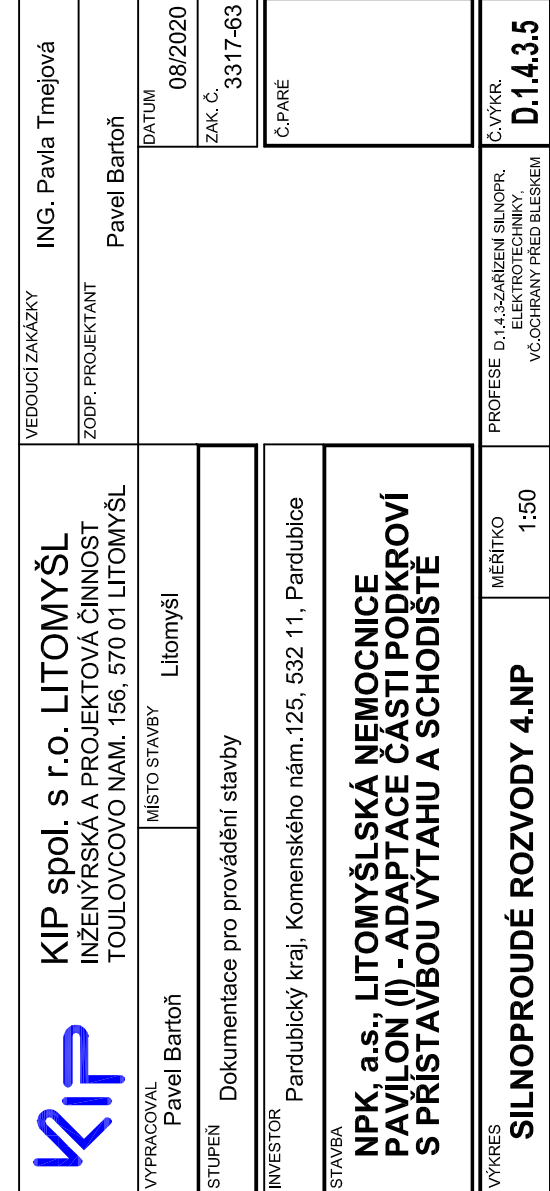 KIP
KIP spol. s r.o. LITOMYŠL
INŽENÝRSKÁ A PROJEKTOVÁ ČINNOST
TOULOVCOVO NAM. 156, 570 01 LITOMYŠL
VEDOUCÍ ZAKÁZKY
ING. Pavla Tmejová
ZODP. PROJEKTANT
Pavel Bartoň
VYPRACOVAL
Pavel Bartoň
MÍSTO STAVBY
Litomyšl
DATUM
08/2020
STUPEŇ
Dokumentace pro provádění stavby
ZAK. Č.
3317-63
INVESTOR
Pardubický kraj, Komenského nám.125, 532 11, Pardubice
Č.PARÉ
STAVBA
NPK, a.s., LITOMYŠLSKÁ NEMOCNICE
PAVILON (I) - ADAPTACE ČÁSTI PODKROVÍ
S PŘÍSTAVBOU VÝTAHU A SCHODIŠTĚ
VÝKRES
SILNOPROUDÉ ROZVODY 4.NP
MĚŘÍTKO
1:50
PROFESE D.1.4.3-ZAŘÍZENÍ SILNOPR.
ELEKTROTECHNIKY,
VČ.OCHRANY PŘED BLESKEM
Č.VÝKR.
D.1.4.3.5